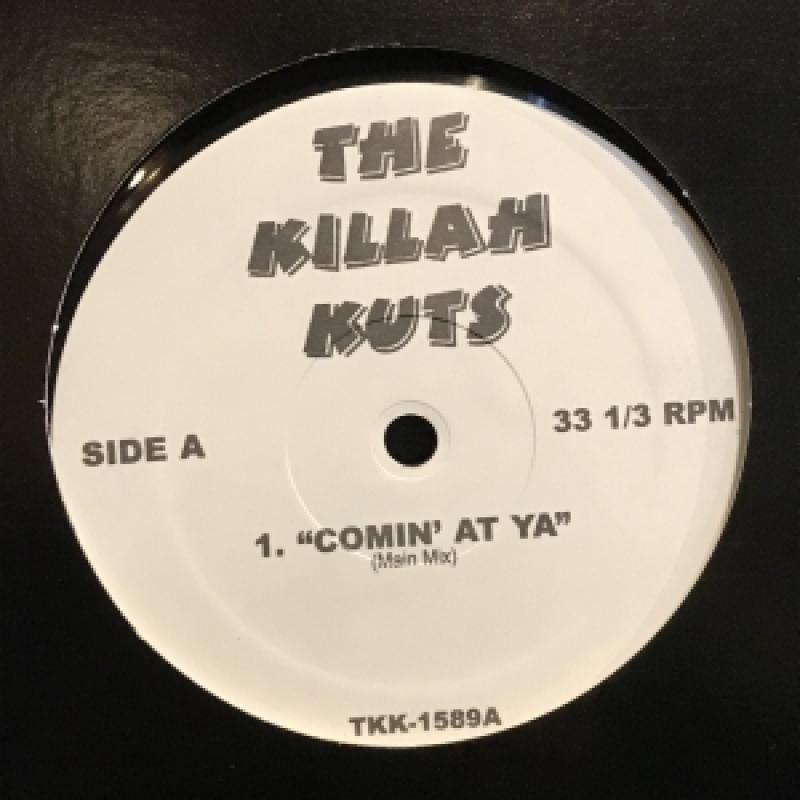 THE
KILLAH
KUTS
SIDE A
33 1/3 RPM
1. “COMIN’ AT YA”
(Main Mix)
TKK-1589A